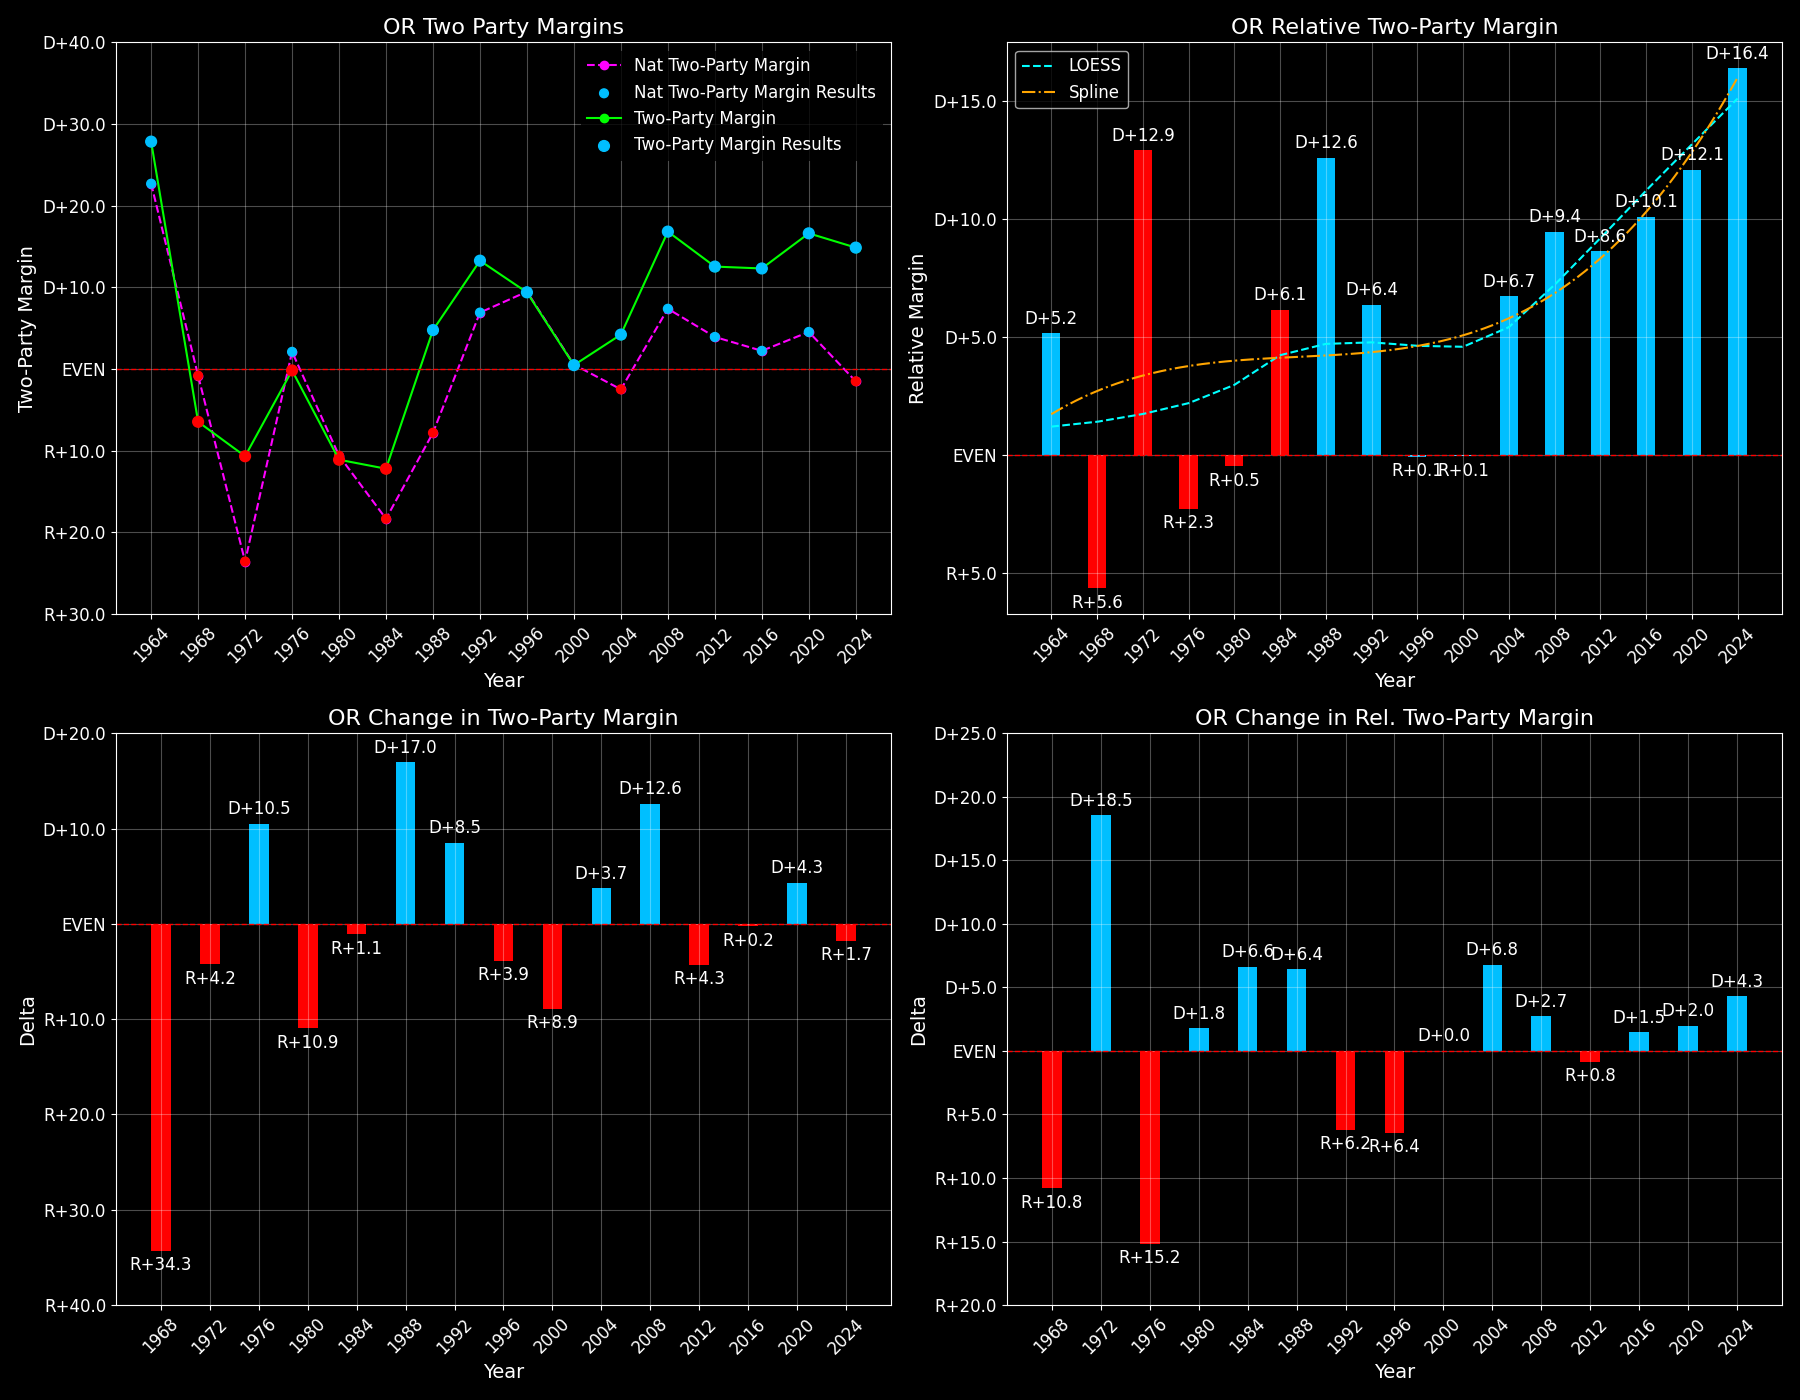 OR Two Party Margins
D+40.0
D+30.0
D+20.0
D+10.0
EVEN
R+10.0
R+20.0
R+30.0
Two-Party Margin
Nat Two-Party Margin
Nat Two-Party Margin Results
Two-Party Margin
Two-Party Margin Results
1964
1968
1972
1976
1980
1984
1988
1992
1996
2000
2004
2008
2012
2016
2020
2024
Year
OR Relative Two-Party Margin
LOESS
Spline
D+15.0
D+10.0
D+5.0
EVEN
R+5.0
Relative Margin
D+5.2
R+5.6
D+12.9
R+2.3
R+0.5
D+6.1
D+12.6
D+6.4
R+0.1
R+0.1
D+6.7
D+9.4
D+8.6
D+10.1
D+12.1
D+16.4
1964
1968
1972
1976
1980
1984
1988
1992
1996
2000
2004
2008
2012
2016
2020
2024
Year
OR Change in Two-Party Margin
D+20.0
D+10.0
EVEN
R+10.0
R+20.0
R+30.0
R+40.0
Delta
R+34.3
R+4.2
D+10.5
R+10.9
R+1.1
D+17.0
D+8.5
R+3.9
R+8.9
D+3.7
D+12.6
R+4.3
R+0.2
D+4.3
R+1.7
1968
1972
1976
1980
1984
1988
1992
1996
2000
2004
2008
2012
2016
2020
2024
Year
OR Change in Rel. Two-Party Margin
D+25.0
D+20.0
D+15.0
D+10.0
D+5.0
EVEN
R+5.0
R+10.0
R+15.0
R+20.0
Delta
R+10.8
D+18.5
R+15.2
D+1.8
D+6.6
D+6.4
R+6.2
R+6.4
D+0.0
D+6.8
D+2.7
R+0.8
D+1.5
D+2.0
D+4.3
1968
1972
1976
1980
1984
1988
1992
1996
2000
2004
2008
2012
2016
2020
2024
Year